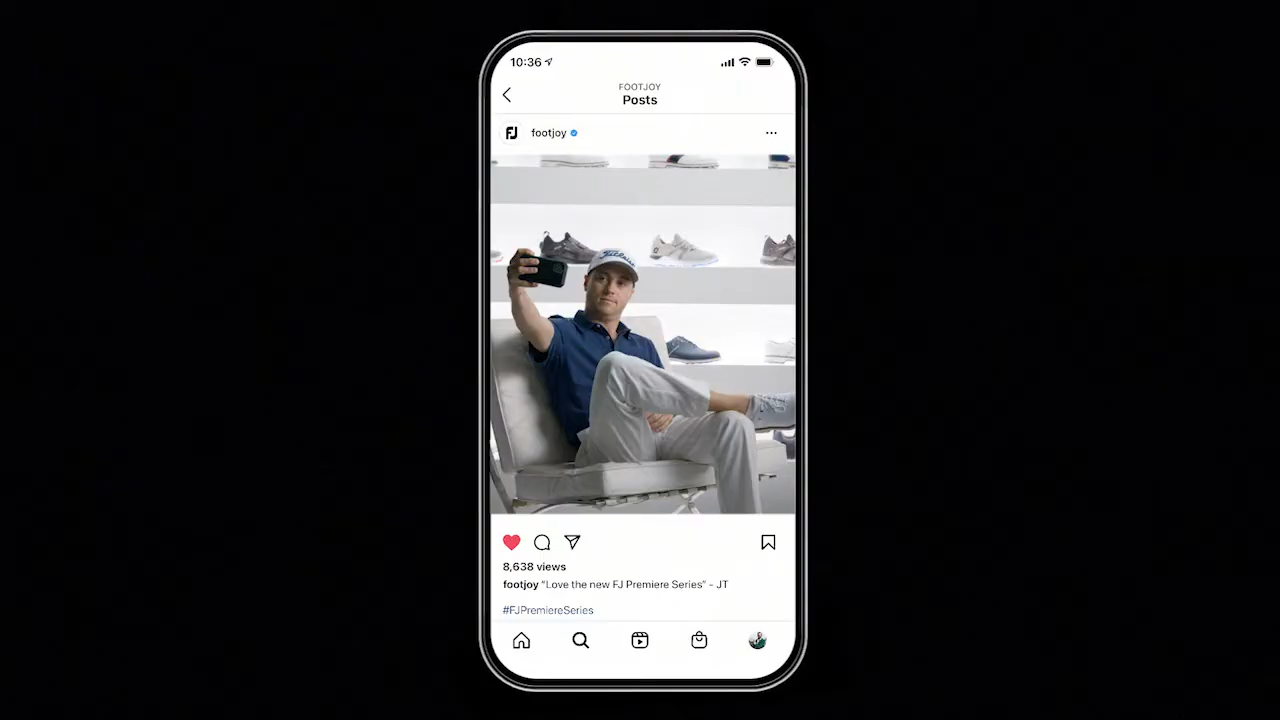 10:36
FOOTJOY
Posts
FJ footjoy
Titleist
8,638 views
footjoy “Love the new FJ Premiere Series” - JT
#FJPremiereSeries